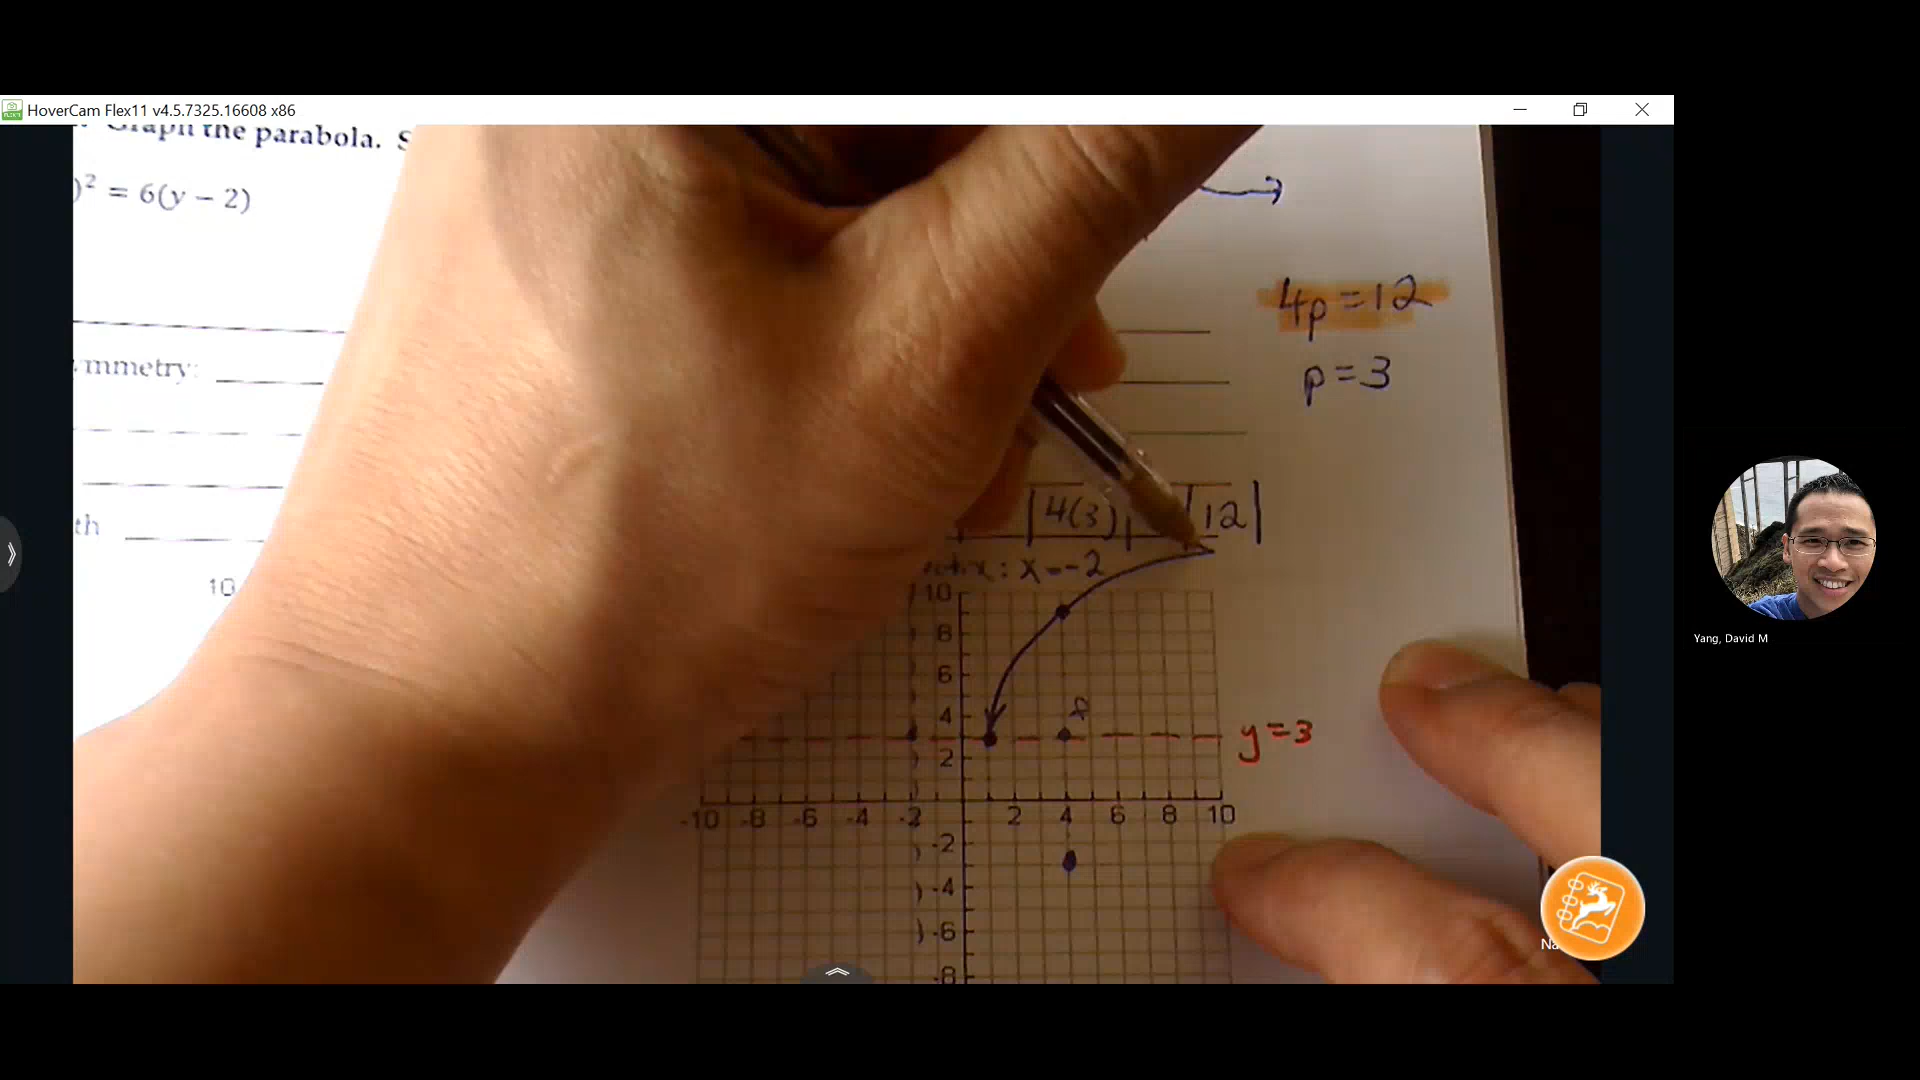 HoverCam Flex11 v4.5.7325.16608 x86
Graph the parabola. S
)² = 6(y − 2)
4p = 12
p = 3
mmetry:
|4(3)| |12|
th
: x = -2
10
10
8
6
4
y = 3
2
-10 -8 -6 -4 -2 2 4 6 8 10
-2
-4
-6
-8
Yang, David M
Na